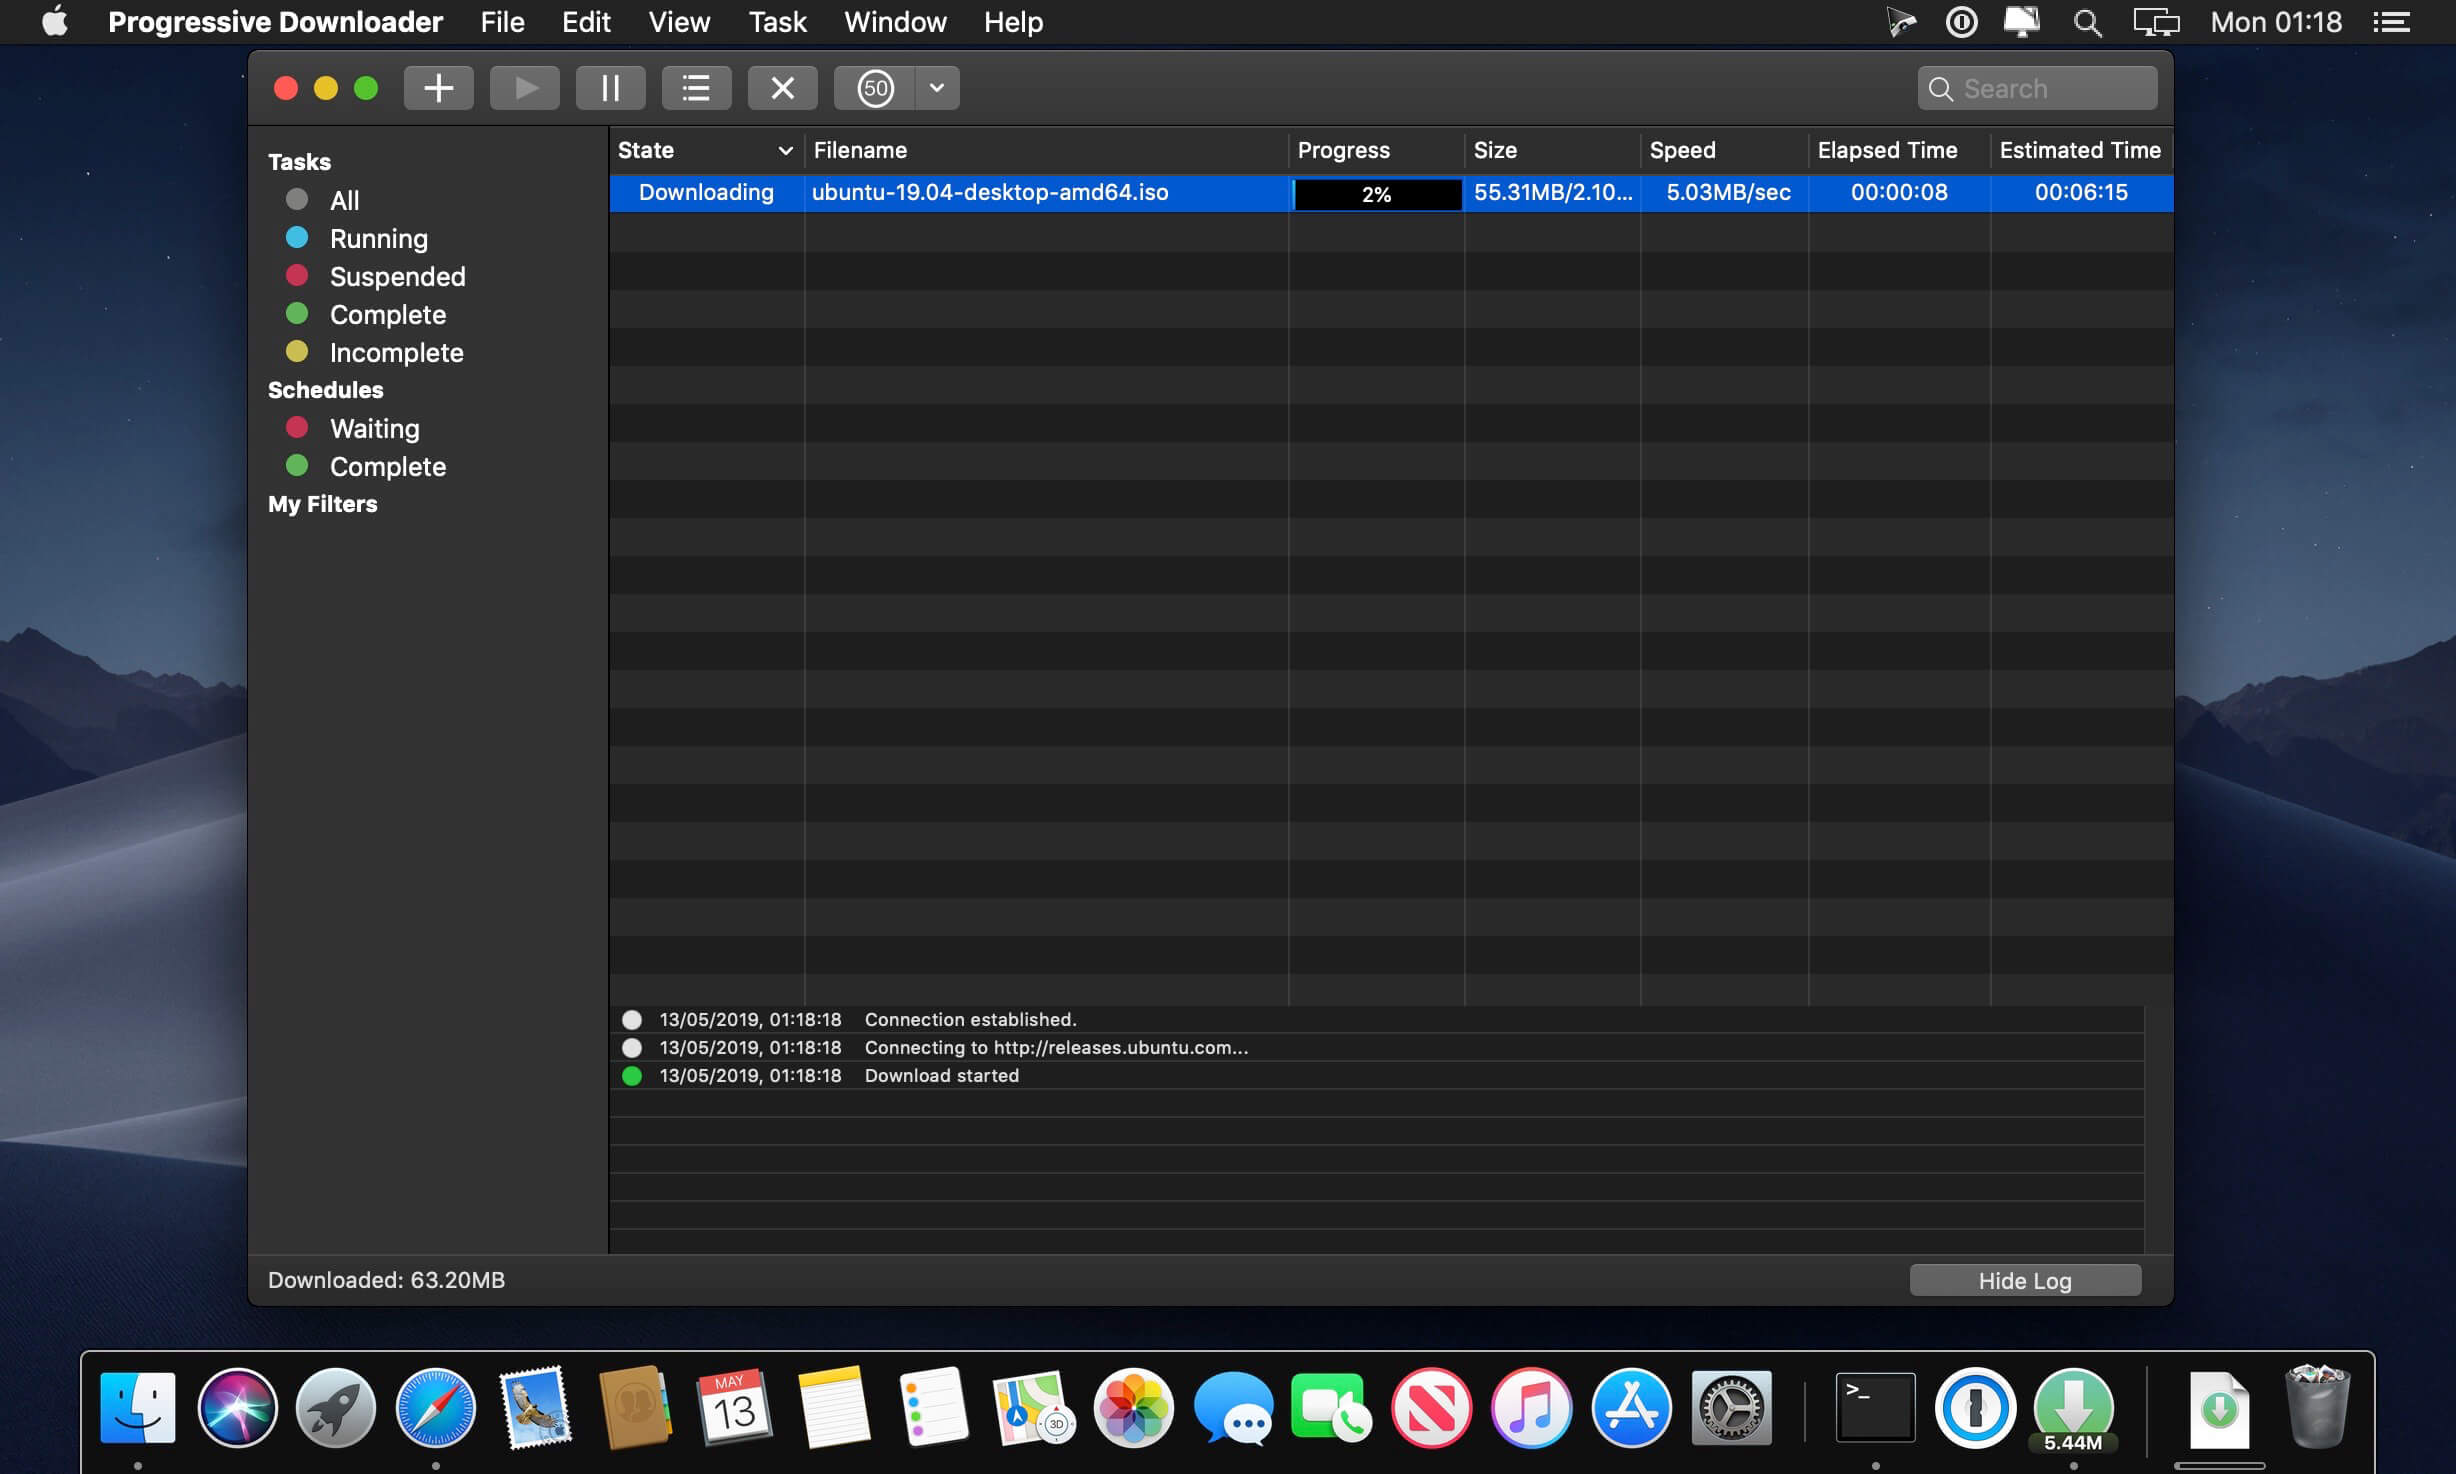 Progressive Downloader File Edit View Task Window Help Mon 01:18
50 Search
Tasks
All
Running
Suspended
Complete
Incomplete
Schedules
Waiting
Complete
My Filters
State Filename Progress Size Speed Elapsed Time Estimated Time
Downloading ubuntu-19.04-desktop-amd64.iso 2% 55.31MB/2.10... 5.03MB/sec 00:00:08 00:06:15
13/05/2019, 01:18:18 Connection established.
13/05/2019, 01:18:18 Connecting to http://releases.ubuntu.com...
13/05/2019, 01:18:18 Download started
Downloaded: 63.20MB Hide Log
MAY
13
3D
>_
5.44M